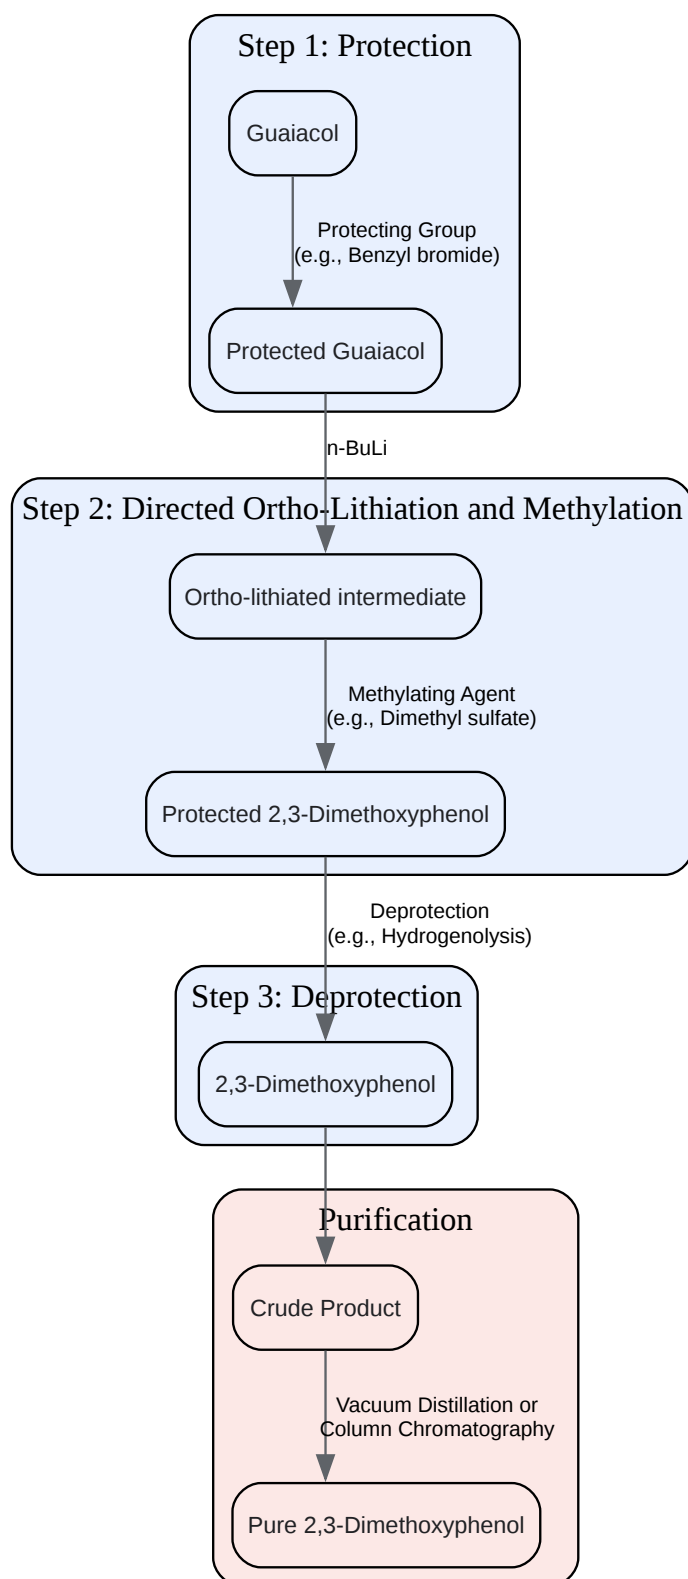 Step 1: Protection
Guaiacol
Protecting Group
(e.g., Benzyl bromide)
Protected Guaiacol
n-BuLi
Step 2: Directed Ortho-Lithiation and Methylation
Ortho-lithiated intermediate
Methylating Agent
(e.g., Dimethyl sulfate)
Protected 2,3-Dimethoxyphenol
Deprotection
(e.g., Hydrogenolysis)
Step 3: Deprotection
2,3-Dimethoxyphenol
Purification
Crude Product
Vacuum Distillation or
Column Chromatography
Pure 2,3-Dimethoxyphenol